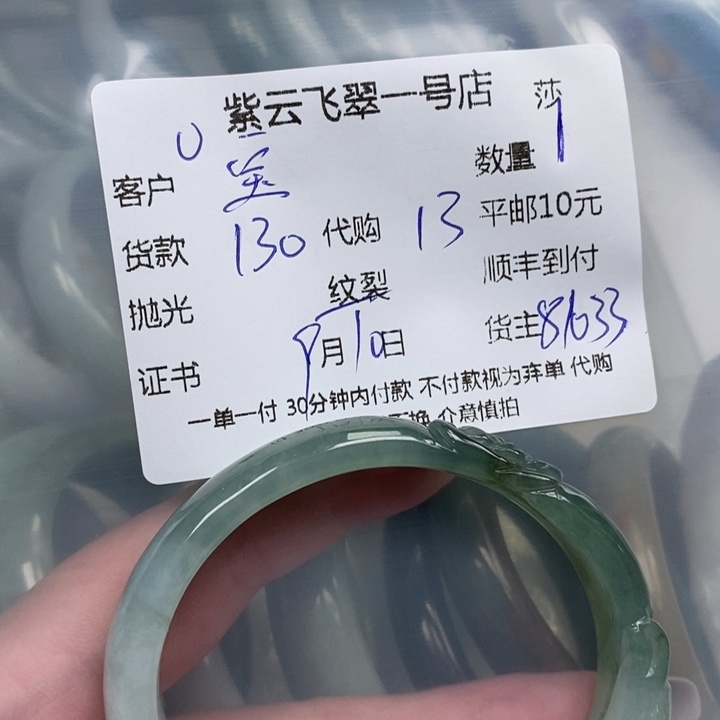 紫云飞翠一号店 莎
客户 数量 1
货款 130 代购 13 平邮10元
抛光 纹裂 顺丰到付
证书 9月10日 货主 81633
一单一付 30分钟内付款 不付款视为弃单 代购
介意慎拍